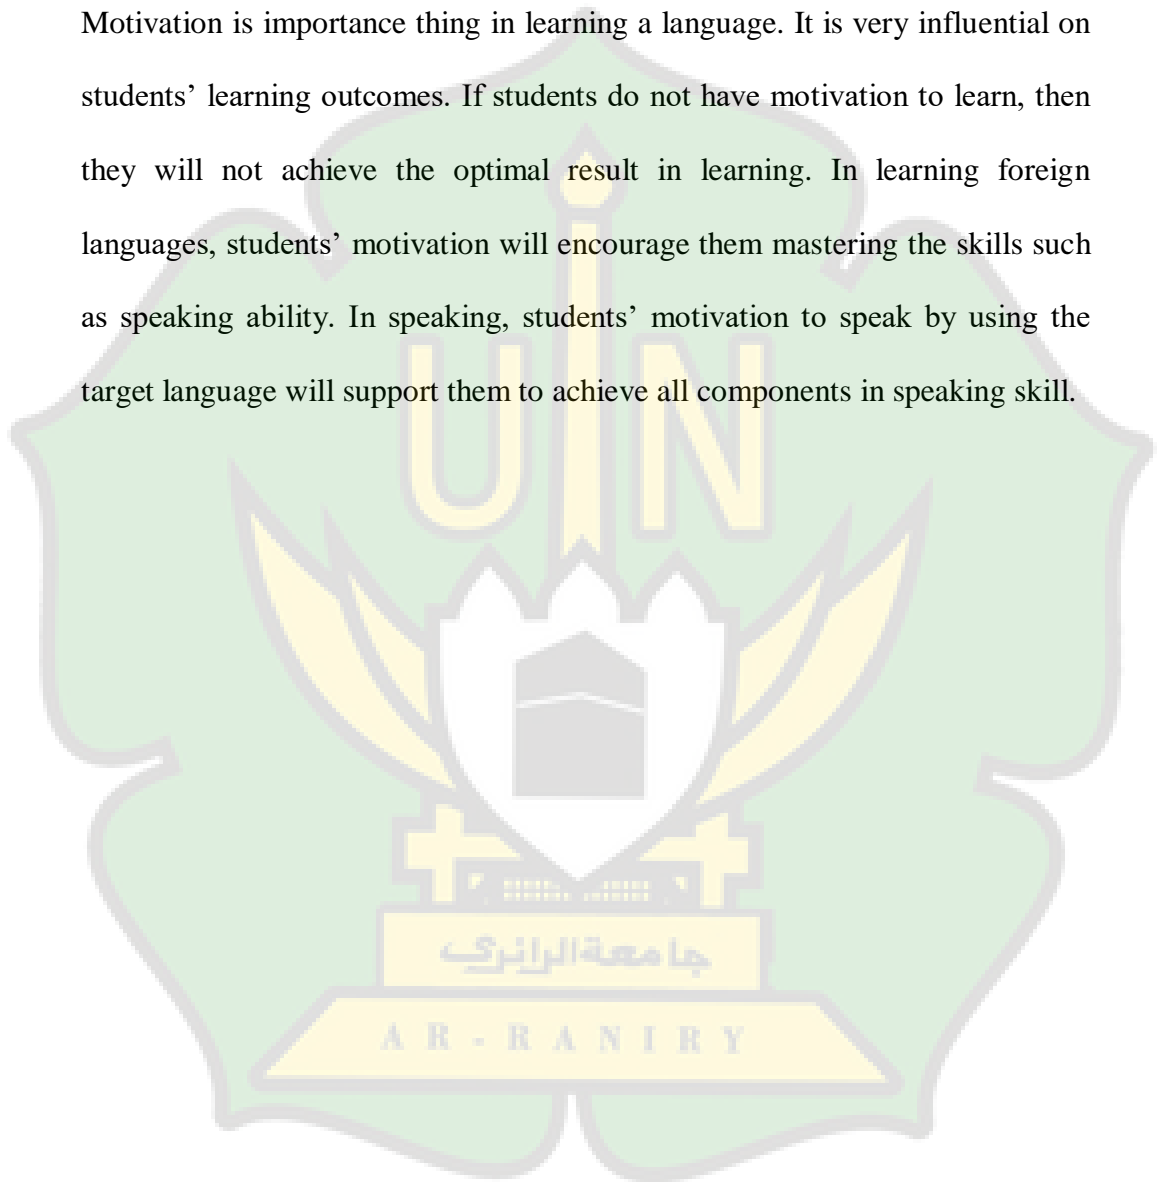 Motivation is importance thing in learning a language. It is very influential on
students’ learning outcomes. If students do not have motivation to learn, then
they will not achieve the optimal result in learning. In learning foreign
languages, students’ motivation will encourage them mastering the skills such
as speaking ability. In speaking, students’ motivation to speak by using the
target language will support them to achieve all components in speaking skill.
UIN
جامعة الرانري
AR-RANIRY